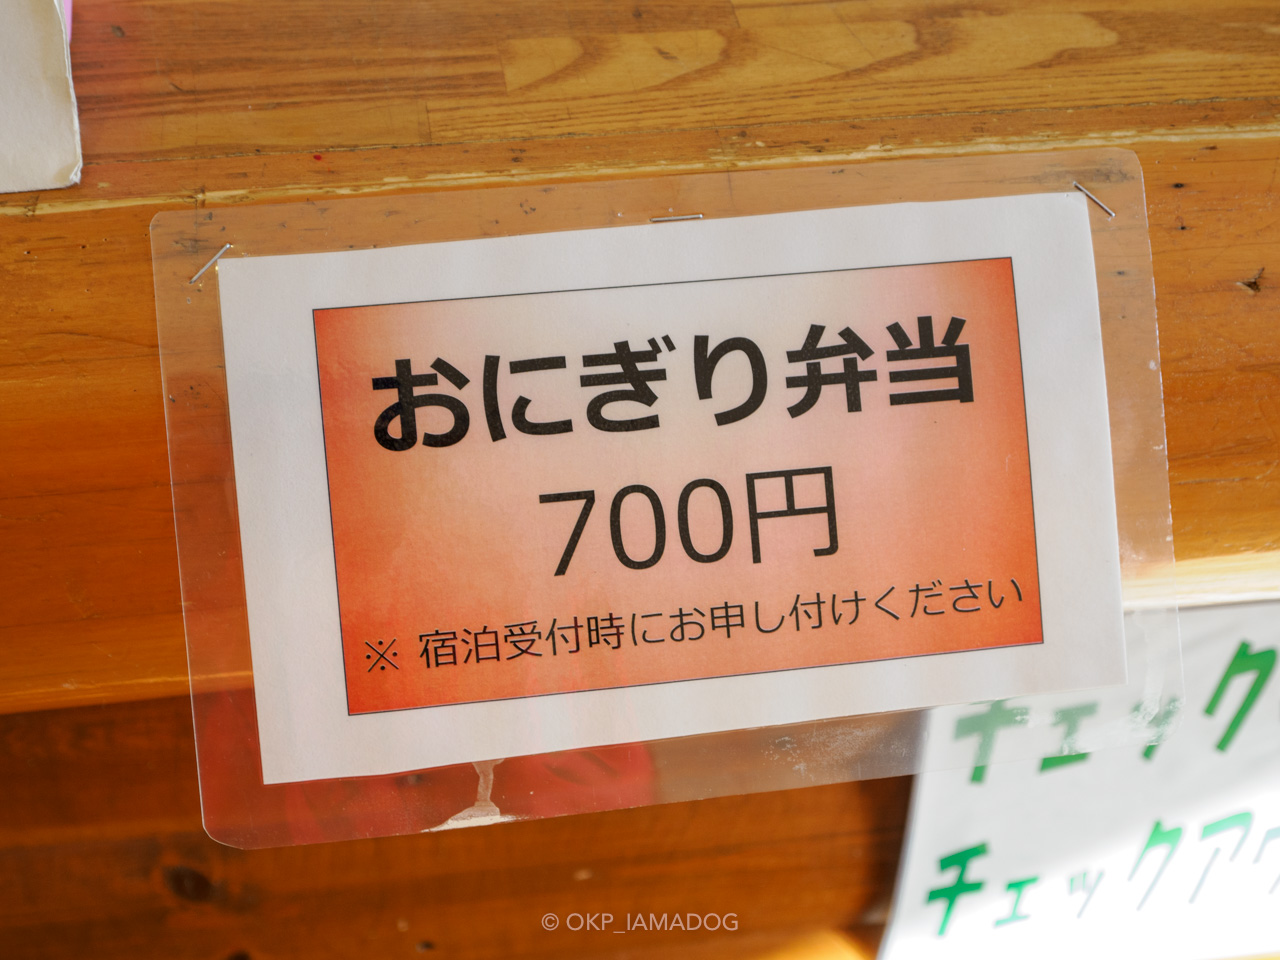 おにぎり弁当
700円
※ 宿泊受付時にお申し付けください
チェック
チェックアウ
© OKP_IAMADOG